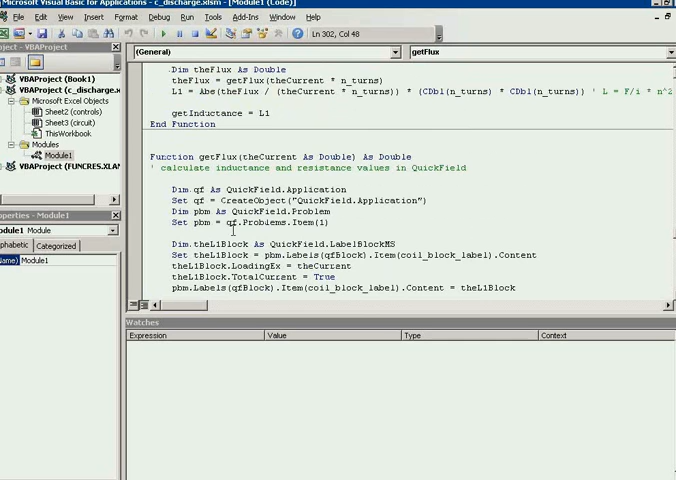 Microsoft Visual Basic for Applications - c_discharge.xlsm - [Module1 (Code)]
File Edit View Insert Format Debug Run Tools Add-Ins Window Help
Ln 302, Col 48
oject - VBAProject
VBAProject (Book1)
VBAProject (c_discharge.x
Microsoft Excel Objects
Sheet2 (controls)
Sheet3 (circuit)
ThisWorkbook
Modules
Module1
VBAProject (FUNCRES.XLAM
roperties - Module1
Module1 Module
lphabetic Categorized
Name) Module1
(General) getFlux
Dim theFlux As Double
theFlux = getFlux(theCurrent * n_turns)
L1 = Abs(theFlux / (theCurrent * n_turns)) * (CDbl(n_turns) * CDbl(n_turns)) ' L = F/i * n^2
getInductance = L1
End Function
Function getFlux(theCurrent As Double) As Double
' calculate inductance and resistance values in QuickField
Dim qf As QuickField.Application
Set qf = CreateObject("QuickField.Application")
Dim pbm As QuickField.Problem
Set pbm = qf.Problems.Item(1)
Dim theL1Block As QuickField.LabelBlockMS
Set theL1Block = pbm.Labels(qfBlock).Item(coil_block_label).Content
theL1Block.LoadingEx = theCurrent
theL1Block.TotalCurrent = True
pbm.Labels(qfBlock).Item(coil_block_label).Content = theL1Block
Watches
Expression Value Type Context